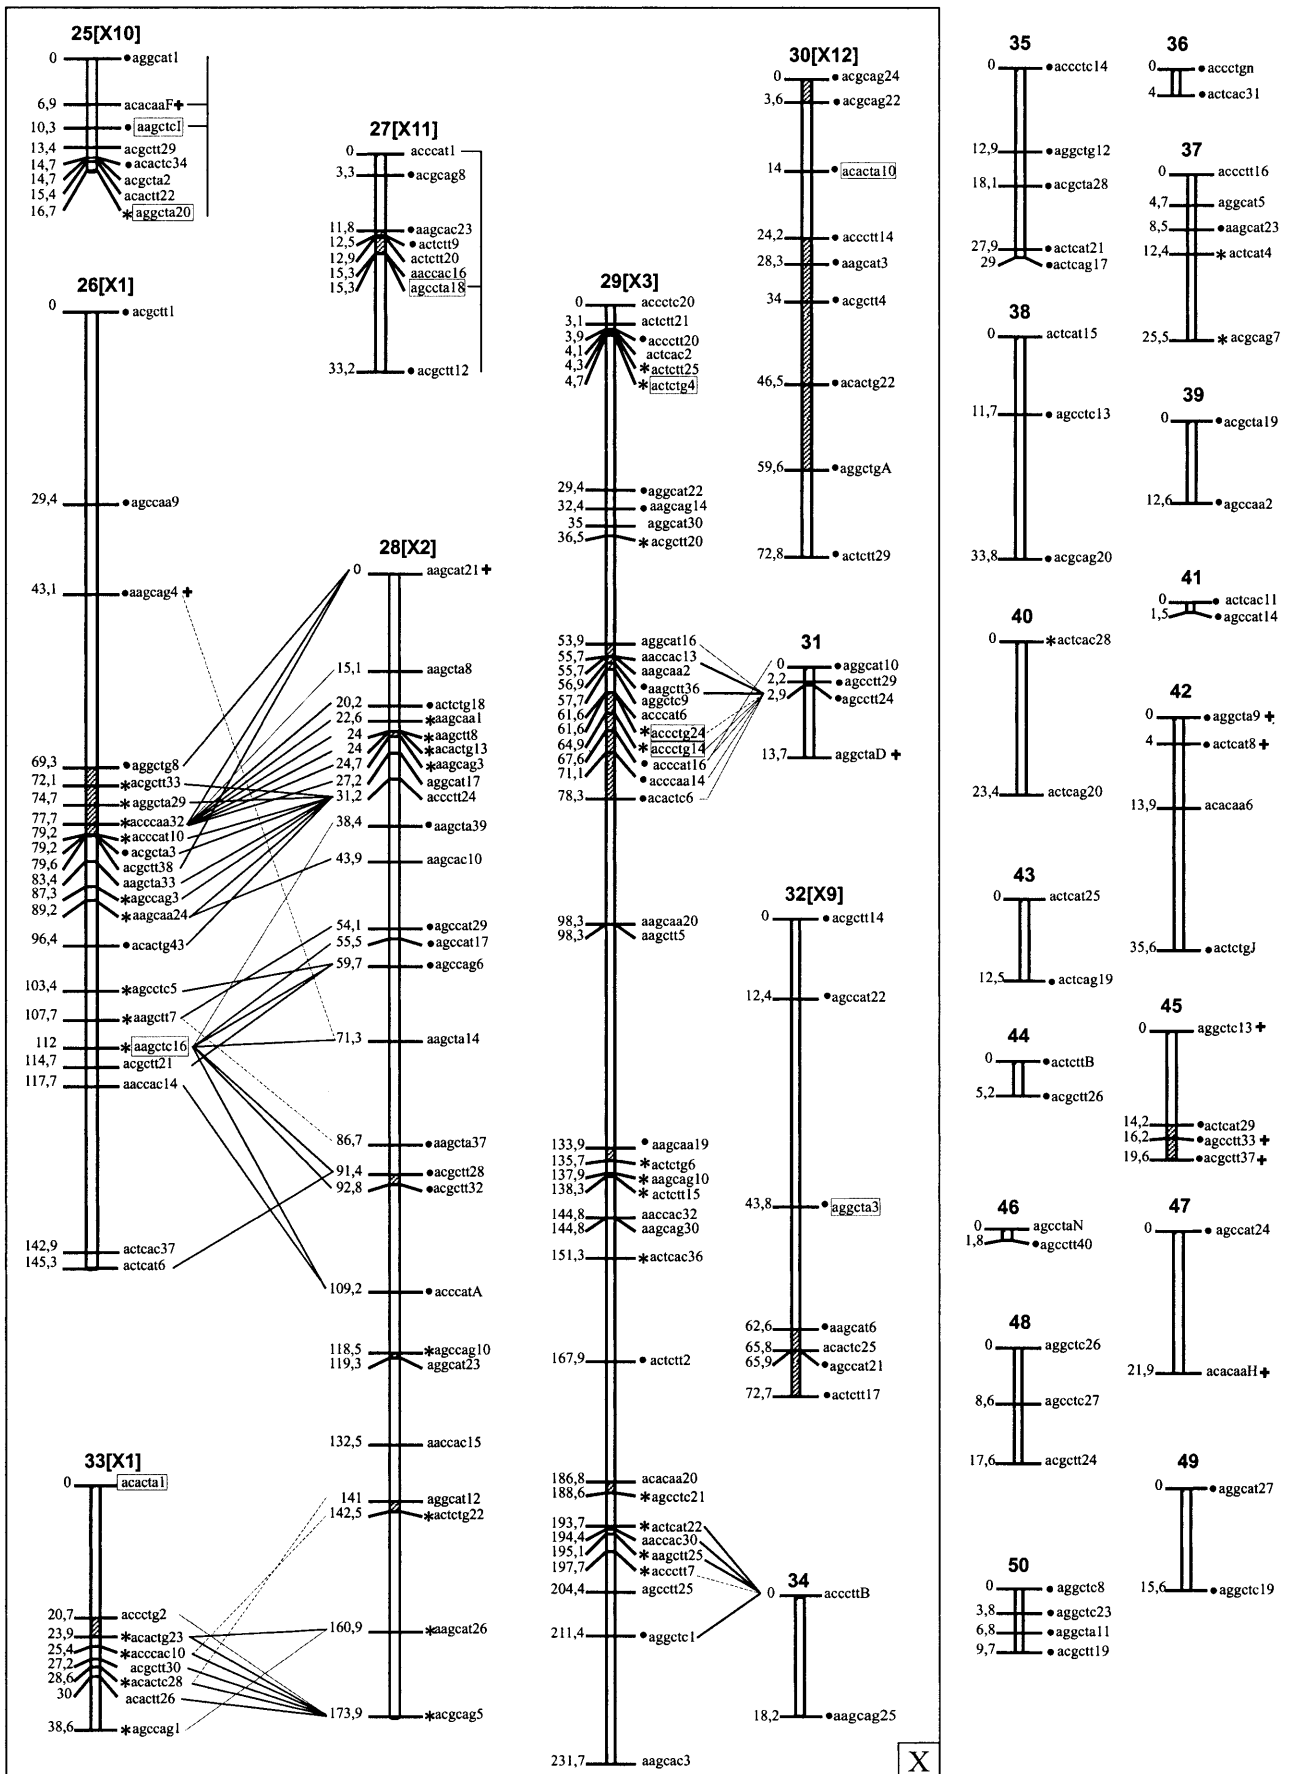 25[X10]
0 •aggcat1
6,9 acacaaF+
10,3 •aagctcI
13,4 acgctt29
14,7 •acactc34
14,7 acgcta2
15,4 acactt22
16,7 *aggcta20
26[X1]
0 •acgctt1
29,4 •agccaa9
43,1 •aagcag4 +
69,3 •aggctg8
72,1 *acgctt33
74,7 *aggcta29
77,7 *acccaa32
79,2 *acccat10
79,2 •acgcta3
79,6 acgctt38
83,4 aagcta33
87,3 *agccag3
89,2 *aagcaa24
96,4 •acactg43
103,4 *agcctc5
107,7 *aagctt7
112 *aagctc16
114,7 acgctt21
117,7 aaccac14
142,9 actcac37
145,3 actcat6
33[X1]
0 acacta1
20,7 accctg2
23,9 *acactg23
25,4 *acccac10
27,2 acgctt30
28,6 *acactc28
30 acactt26
38,6 *agccag1
27[X11]
0 acccat1
3,3 •acgcag8
11,8 •aagcac23
12,5 •actctt9
12,9 actctt20
15,3 aaccac16
15,3 agccta18
33,2 •acgctt12
28[X2]
0 aagcat21+
15,1 aagcta8
20,2 •actctg18
22,6 *aagcaa1
24 *aagctt8
24 *acactg13
24,7 *aagcag3
27,2 aggcat17
31,2 accctt24
38,4 •aagcta39
43,9 aagcac10
54,1 •agccat29
55,5 •agccat17
59,7 •agccag6
71,3 aagcta14
86,7 •aagcta37
91,4 •acgctt28
92,8 •acgctt32
109,2 •acccatA
118,5 *agccag10
119,3 aggcat23
132,5 aaccac15
141 aggcat12
142,5 *actctg22
160,9 *aagcat26
173,9 *acgcag5
29[X3]
0 accctc20
3,1 actctt21
3,9 •accctt20
4,1 actcac2
4,3 *actctt25
4,7 *actctg4
29,4 •aggcat22
32,4 •aagcag14
35 aggcat30
36,5 *acgctt20
53,9 aggcat16
55,7 aaccac13
55,7 aagcaa2
56,9 •aagctt36
57,7 aggctc9
61,6 acccat6
61,6 *accctg24
64,9 *accctg14
67,6 •acccat16
71,1 •acccaa14
78,3 •acactc6
98,3 aagcaa20
98,3 aagctt5
133,9 •aagcaa19
135,7 *actctg6
137,9 *aagcag10
138,3 *actctt15
144,8 aaccac32
144,8 aagcag30
151,3 *actcac36
167,9 •actctt2
186,8 acacaa20
188,6 *agcctc21
193,7 *actcat22
194,4 aaccac30
195,1 *aagctt25
197,7 *accctt7
204,4 agcctt25
211,4 •aggctc1
231,7 aagcac3
30[X12]
0 •acgcag24
3,6 •acgcag22
14 •acacta10
24,2 •accctt14
28,3 •aagcat3
34 •acgctt4
46,5 •acactg22
59,6 •aggctgA
72,8 •actctt29
31
0 •aggcat10
2,2 •agcctt29
2,9 •agcctt24
13,7 aggctaD +
32[X9]
0 •acgctt14
12,4 •agccat22
43,8 •aggcta3
62,6 •aagcat6
65,8 acactc25
65,9 •agccat21
72,7 •actctt17
34
0 accttB
18,2 •aagcag25
X
35
0 •accctc14
12,9 •aggctg12
18,1 •acgcta28
27,9 •actcat21
29 •actcag17
36
0 •accctgn
4 •actcac31
37
0 accctt16
4,7 aggcat5
8,5 •aagcat23
12,4 *actcat4
25,5 *acgcag7
38
0 actcat15
11,7 •agcctc13
33,8 •acgcag20
39
0 •acgcta19
12,6 •agccaa2
40
0 *actcac28
23,4 actcag20
41
0 •actcac11
1,5 •agccat14
42
0 •aggcta9 +
4 •actcat8 +
13,9 acacaa6
35,6 •actctgJ
43
0 actcat25
12,5 •actcag19
44
0 •actcttB
5,2 •acgctt26
45
0 aggctc13 +
14,2 •actcat29
16,2 •agcctt33 +
19,6 •acgctt37+
46
0 agcctaN
1,8 •agcctt40
47
0 •agccat24
21,9 acacaaH+
48
0 aggctc26
8,6 agcctc27
17,6 acgctt24
49
0 •aggcat27
15,6 •aggctc19
50
0 •aggctc8
3,8 •aggctc23
6,8 •aggcta11
9,7 •acgctt19